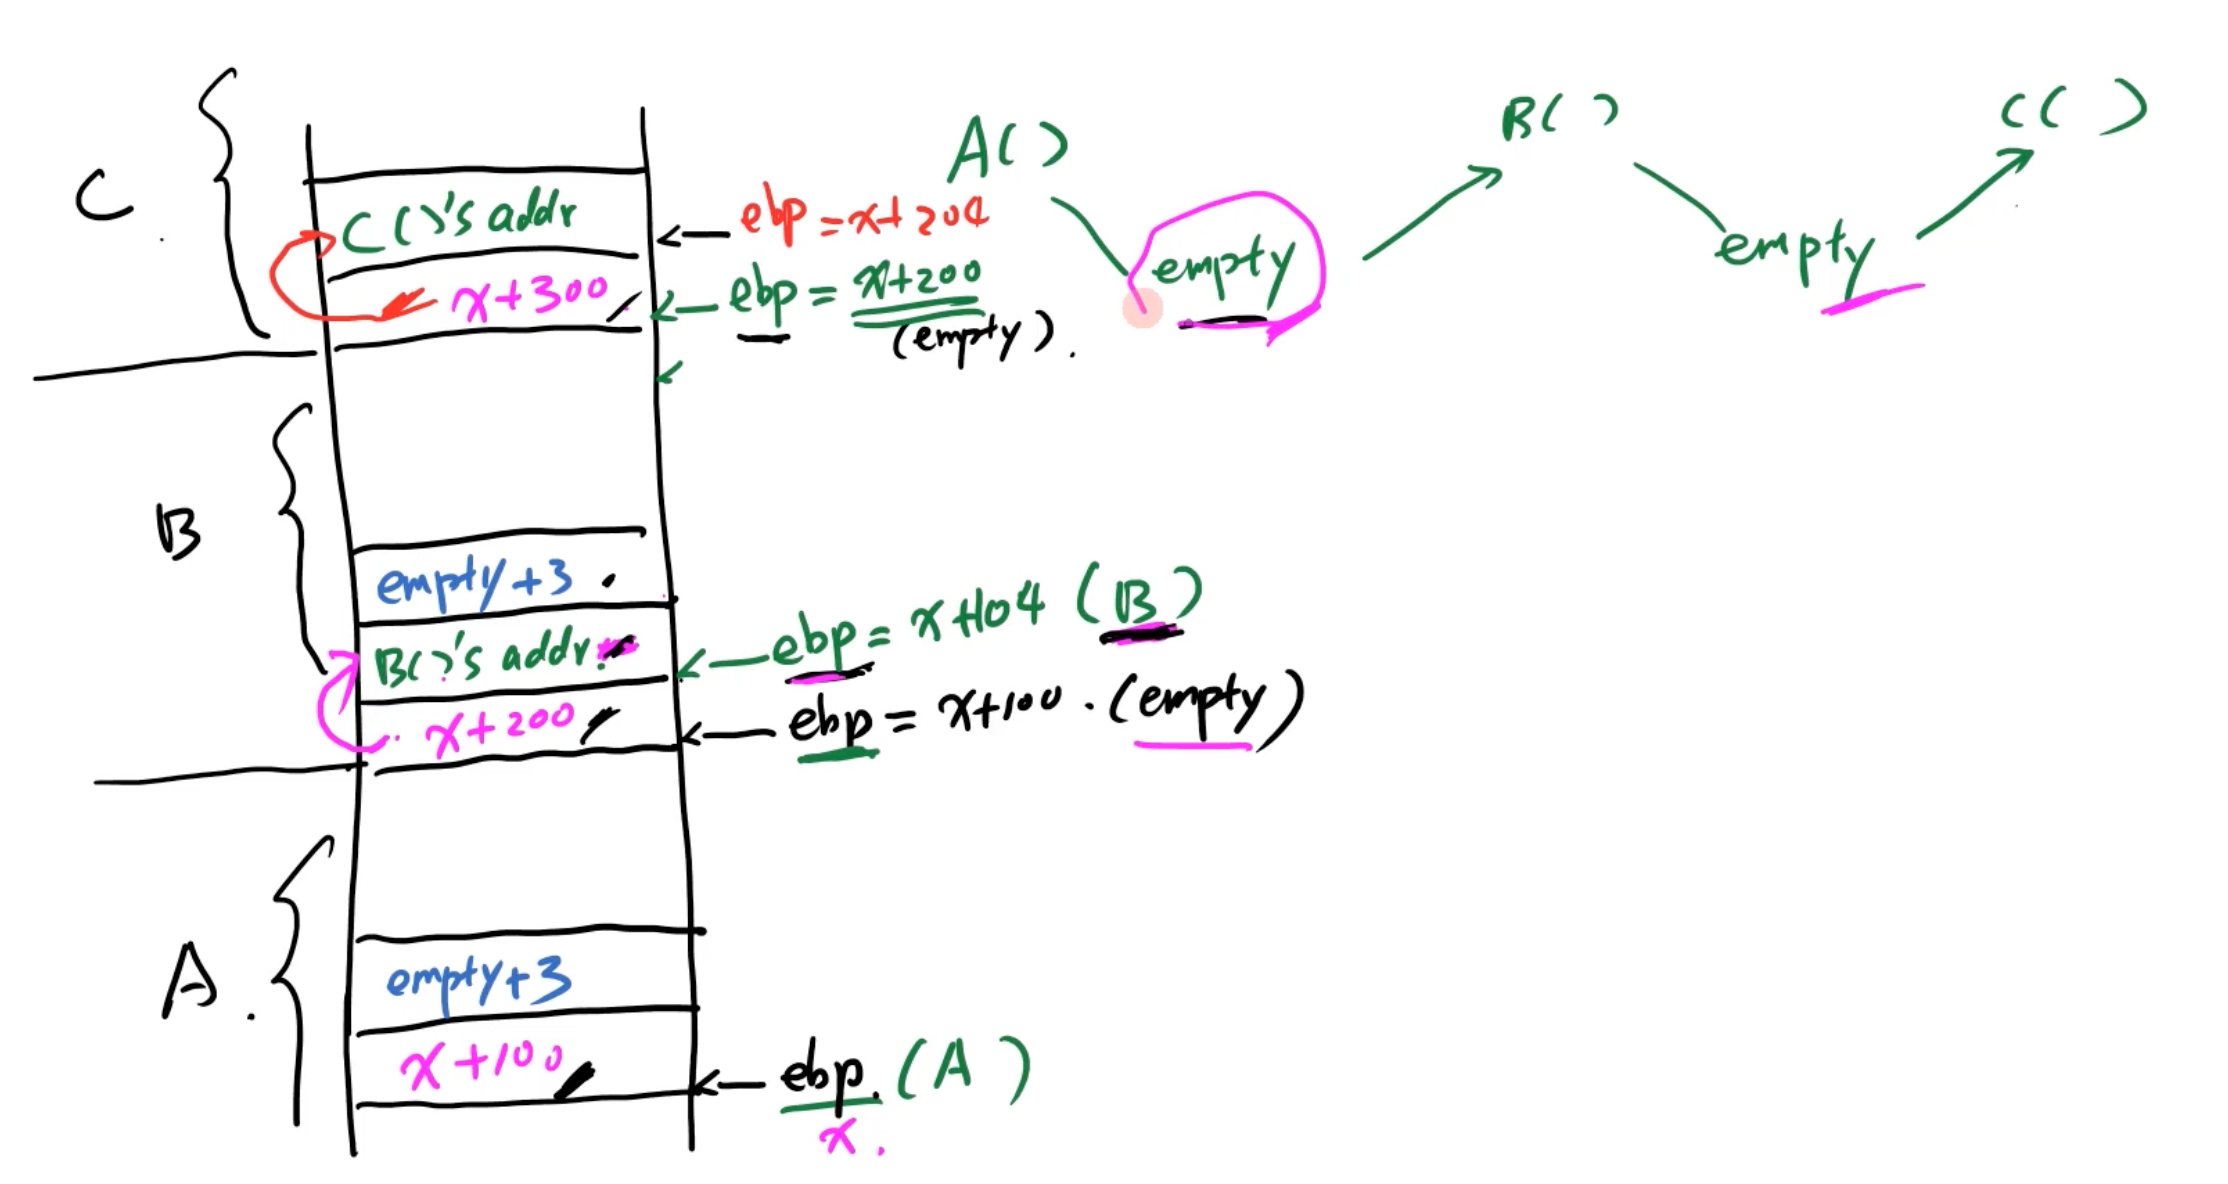 A()
B()
C()
empty
empty
C
C()'s addr
ebp = x+204
x+300
ebp = x+200
(empty).
B
empty+3
B()'s addr.
ebp = x+104 (B)
x+200
ebp = x+100. (empty)
A.
empty+3
x+100
ebp. (A)
x.